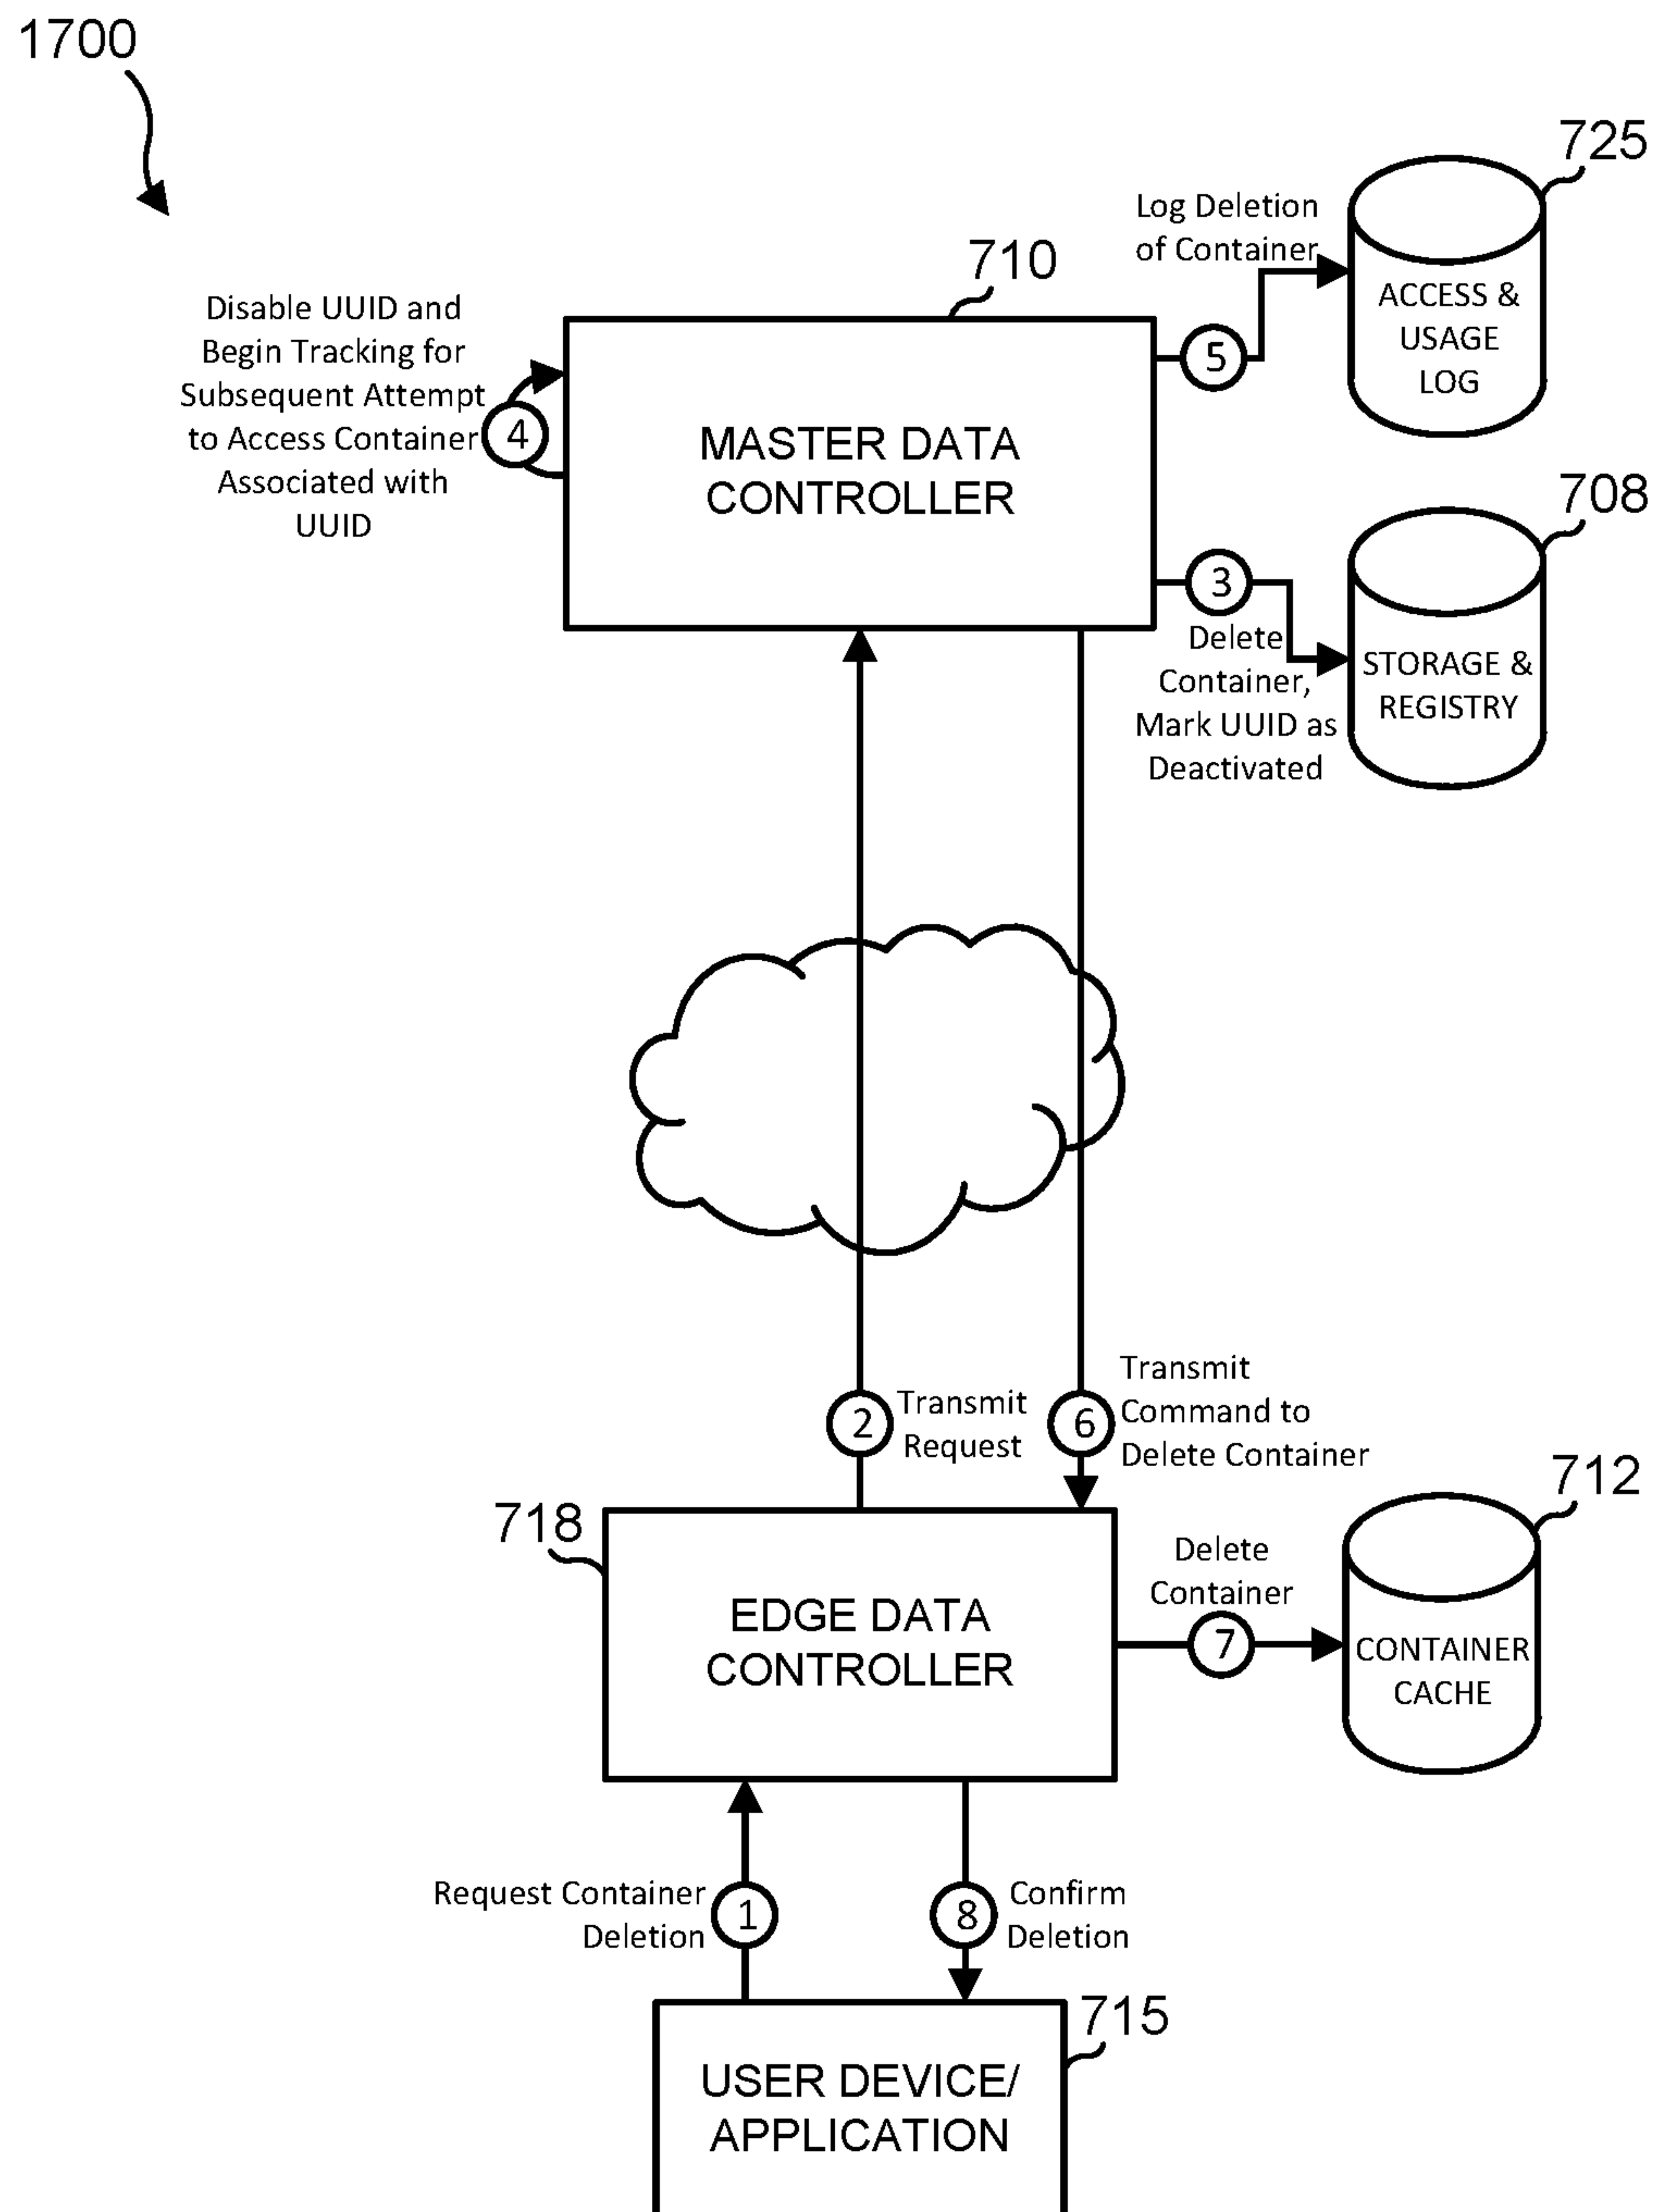 1700
725
Log Deletion
of Container
710
ACCESS &
USAGE
LOG
Disable UUID and
Begin Tracking for
Subsequent Attempt
to Access Container
Associated with
UUID
5
4
MASTER DATA
CONTROLLER
708
3
Delete
Container,
Mark UUID as
Deactivated
STORAGE &
REGISTRY
2
Transmit
Request
6
Transmit
Command to
Delete Container
712
718
EDGE DATA
CONTROLLER
Delete
Container
7
CONTAINER
CACHE
Request Container
Deletion
1
8
Confirm
Deletion
715
USER DEVICE/
APPLICATION